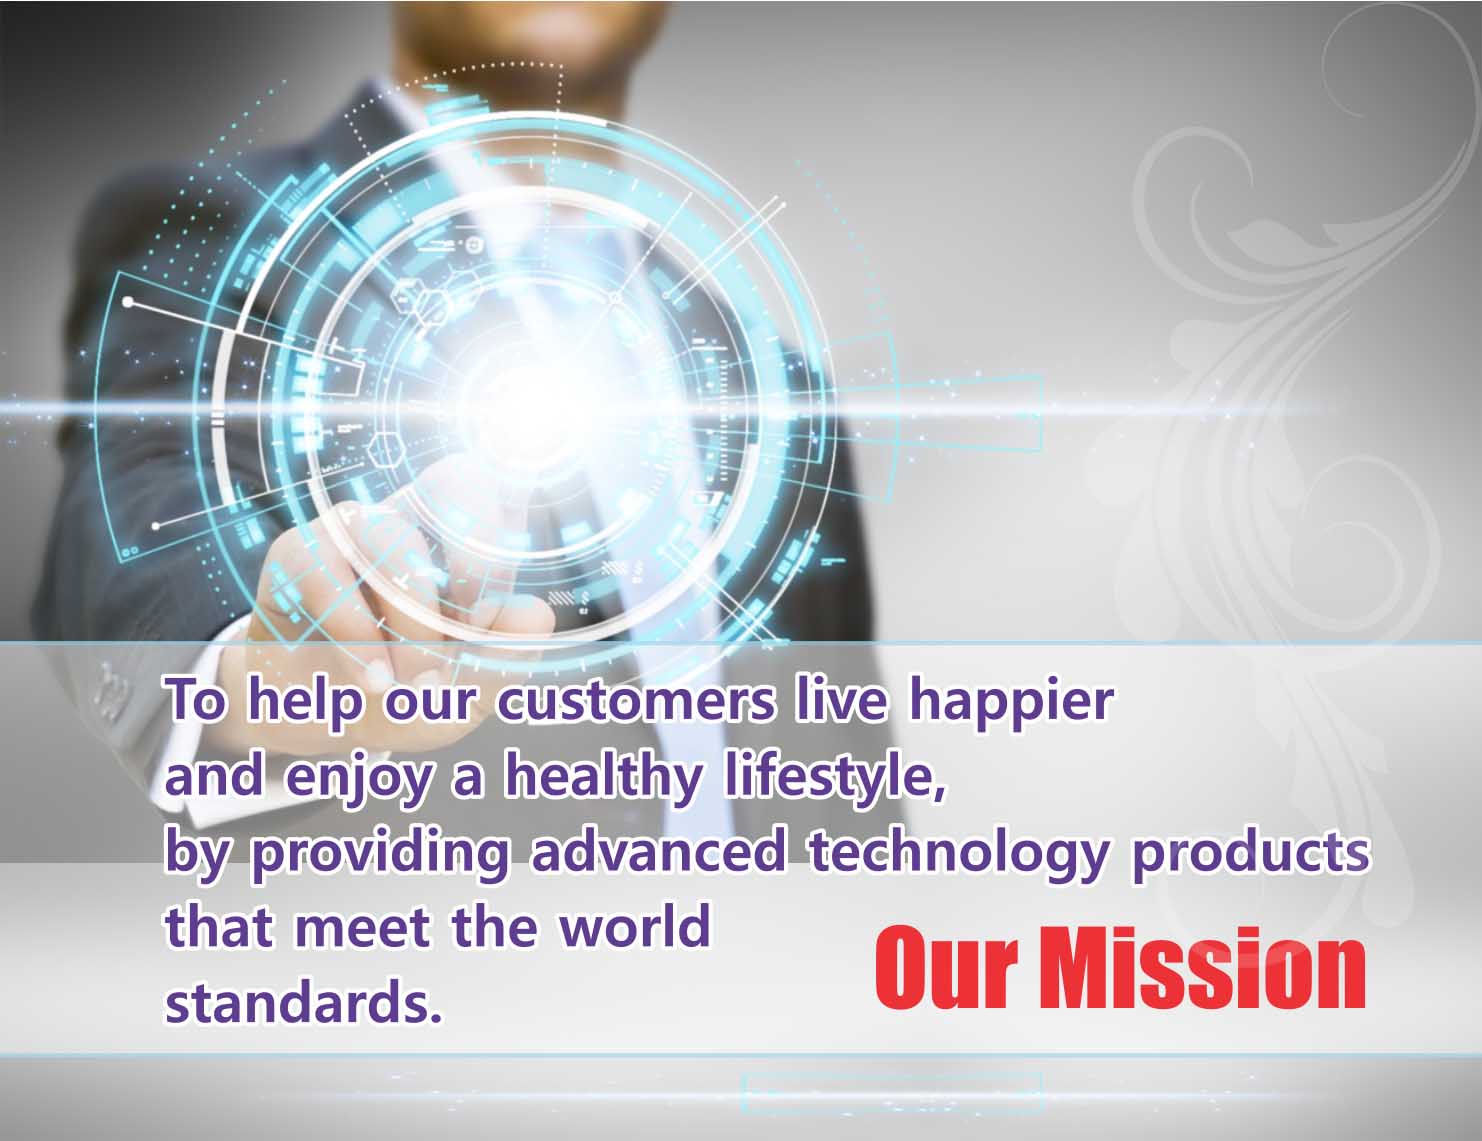 To help our customers live happier
and enjoy a healthy lifestyle,
by providing advanced technology products
that meet the world
standards.
Our Mission